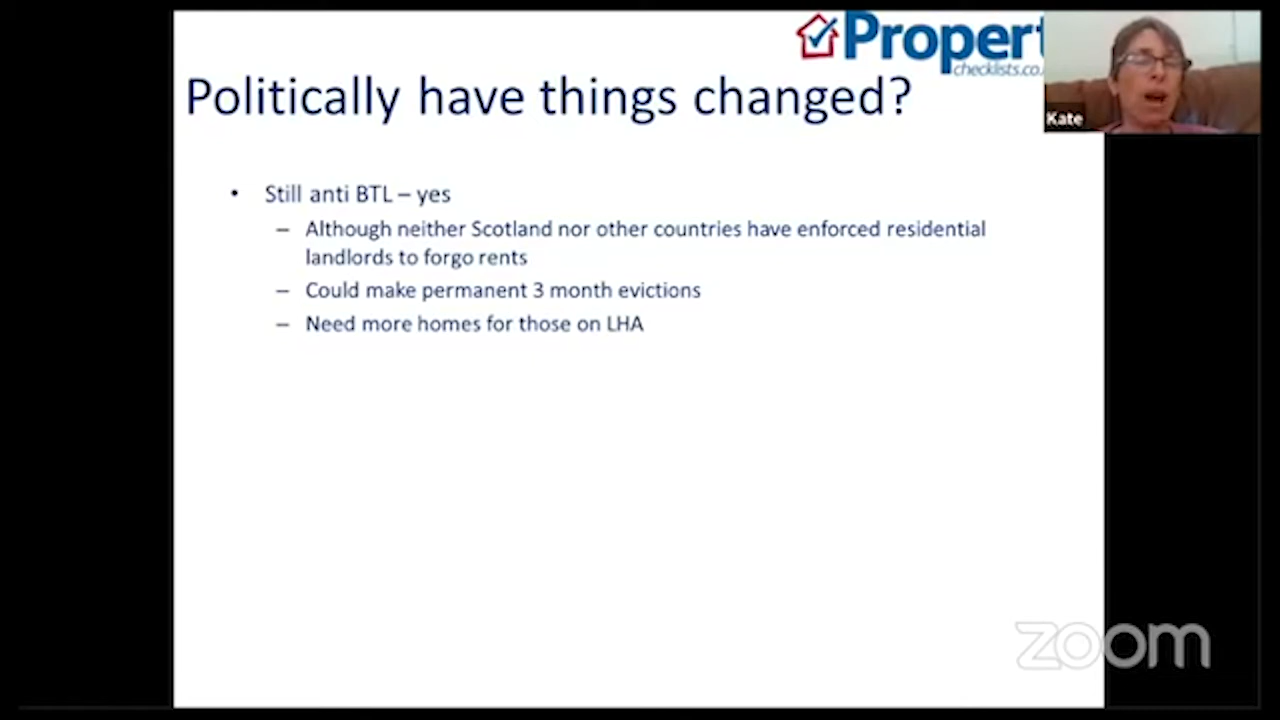 Propert
checklists.co.
Kate
Politically have things changed?
• Still anti BTL – yes
– Although neither Scotland nor other countries have enforced residential
landlords to forgo rents
– Could make permanent 3 month evictions
– Need more homes for those on LHA
zoom